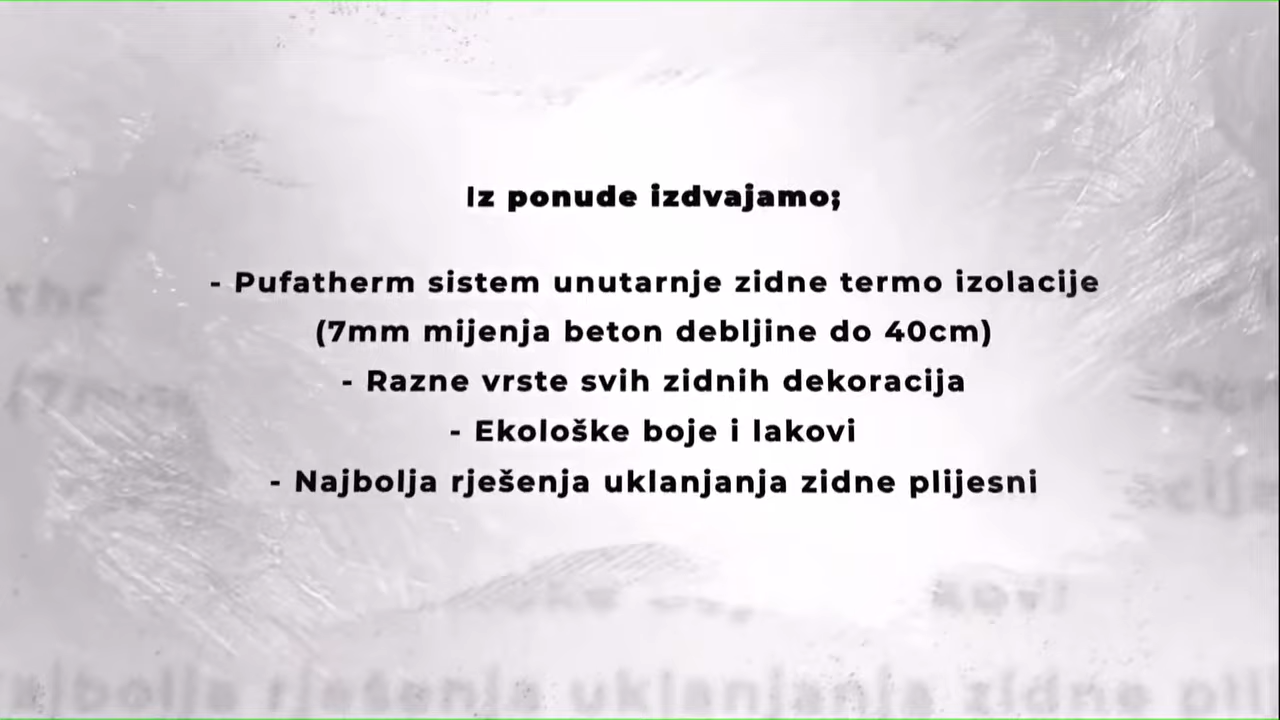 Iz ponude izdvajamo;
- Pufatherm sistem unutarnje zidne termo izolacije
(7mm mijenja beton debljine do 40cm)
- Razne vrste svih zidnih dekoracija
- Ekološke boje i lakovi
- Najbolja rješenja uklanjanja zidne plijesni